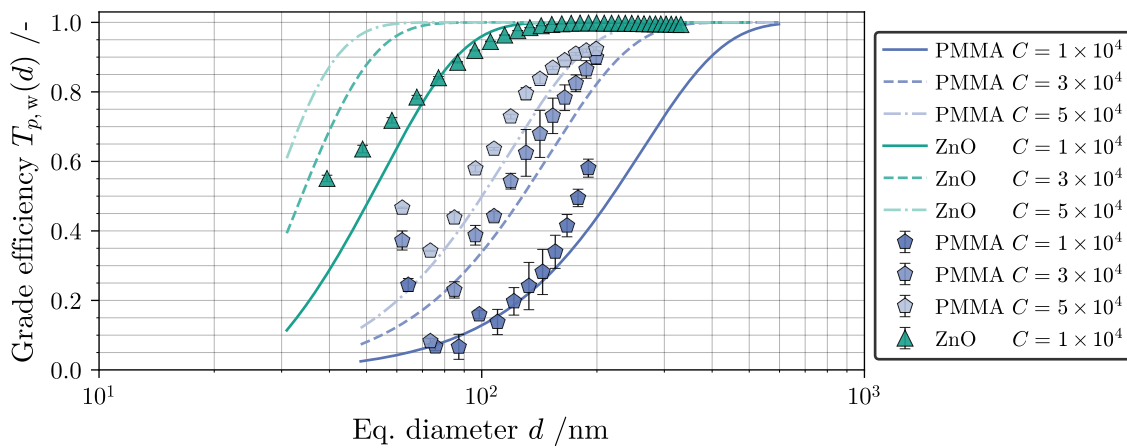 Grade efficiency T_{p,w}(d) /-
1.0
0.8
0.6
0.4
0.2
0.0
10^1
10^2
10^3
Eq. diameter d /nm
PMMA C = 1 × 10^4
PMMA C = 3 × 10^4
PMMA C = 5 × 10^4
ZnO C = 1 × 10^4
ZnO C = 3 × 10^4
ZnO C = 5 × 10^4
PMMA C = 1 × 10^4
PMMA C = 3 × 10^4
PMMA C = 5 × 10^4
ZnO C = 1 × 10^4